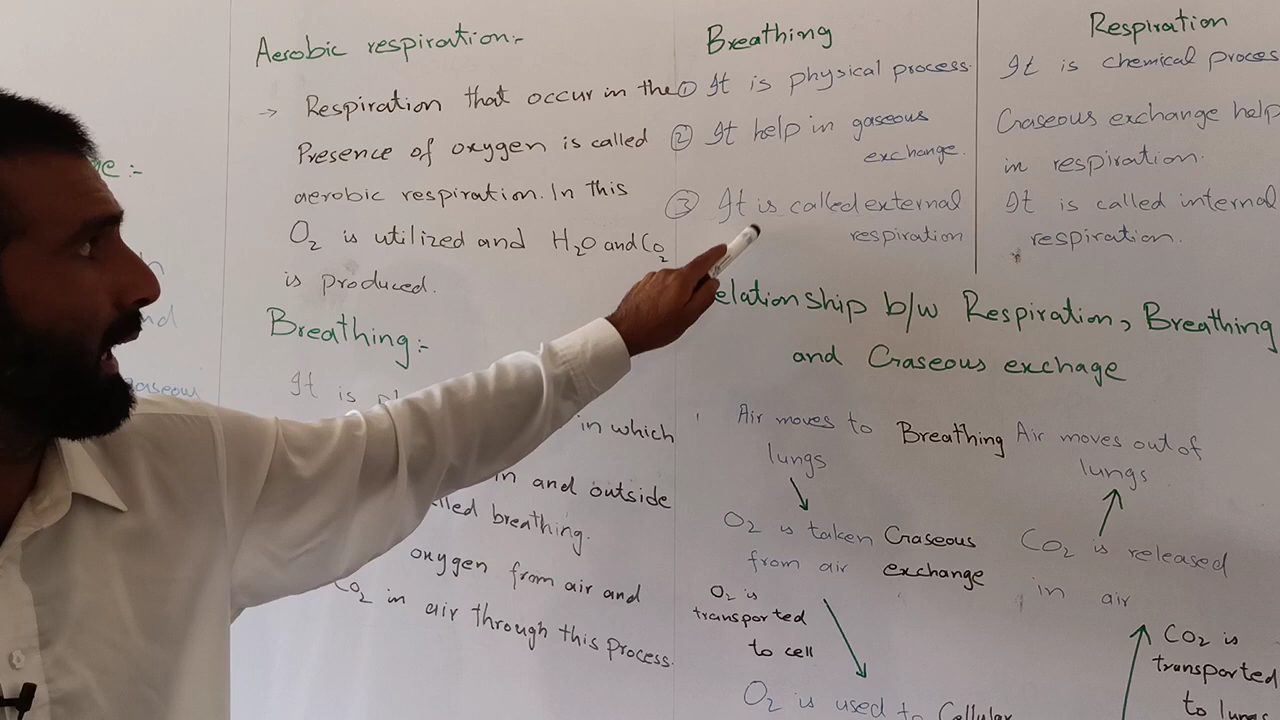 e:-
nd
gaseous
Aerobic respiration:-
→ Respiration that occur in the
Presence of oxygen is called
aerobic respiration. In this
O2 is utilized and H2O and CO2
is produced.
Breathing:-
It is
in which
in and outside
lled breathing.
oxygen from air and
CO2 in air through this process.
Breathing
① It is physical process.
② It help in gaseous
exchange.
③ It is called external
respiration
Respiration
It is chemical proces
Gaseous exchange help
in respiration.
It is called internal
respiration.
elationship b/w Respiration, Breathing
and Gaseous exchage
Air moves to
lungs
Breathing
Air moves out of
lungs
O2 is taken
from air
Gaseous
exchange
CO2 is released
in air
O2 is
transported
to cell
CO2 is
transported
to lungs
O2 is used to Cellular